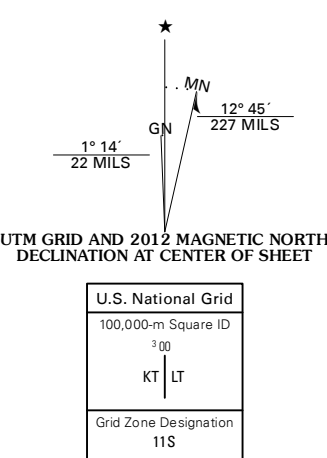 ★
MN
GN
12° 45´
227 MILS
1° 14´
22 MILS
UTM GRID AND 2012 MAGNETIC NORTH
DECLINATION AT CENTER OF SHEET
U.S. National Grid
100,000-m Square ID
³00
KT LT
Grid Zone Designation
11S